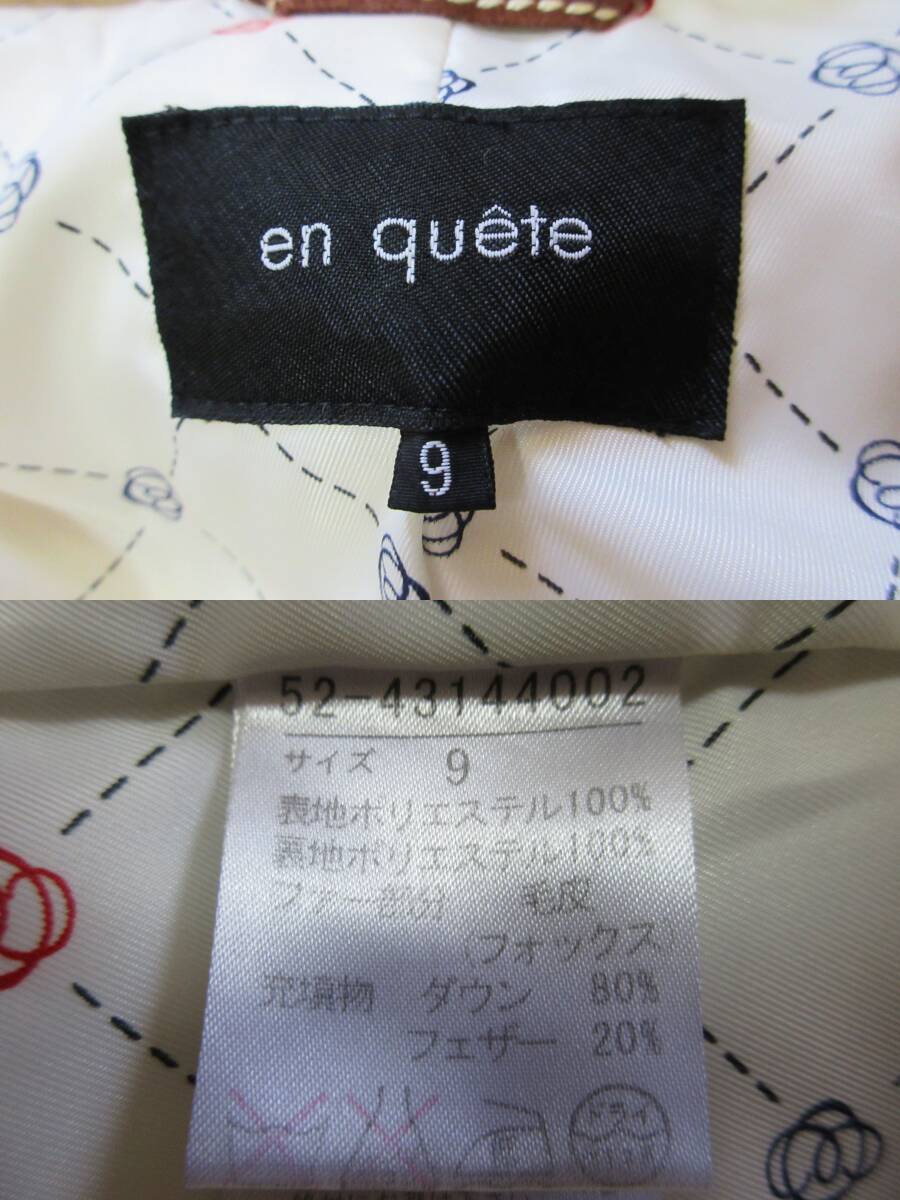 en quête
9
52-43144002
サイズ 9
表地ポリエステル100%
裏地ポリエステル100%
ファー部分 毛皮
(フォックス)
充填物 ダウン 80%
フェザー 20%
ドライ